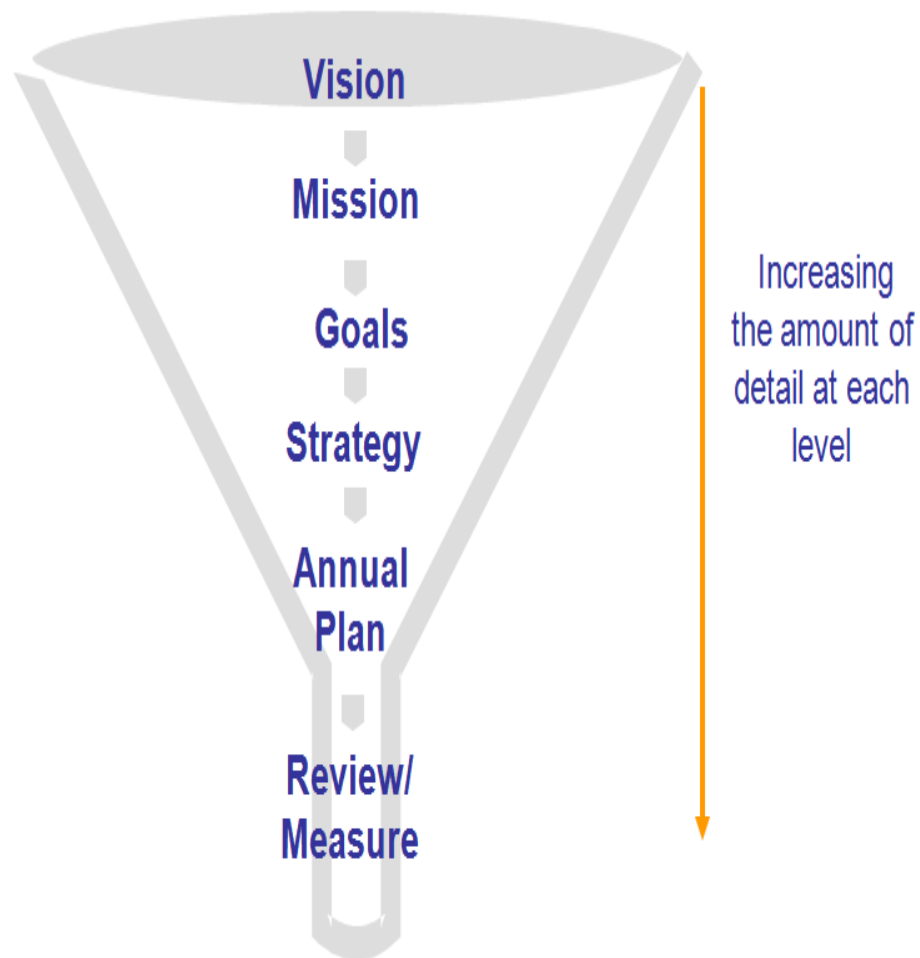 Vision
Mission
Goals
Strategy
Annual
Plan
Review/
Measure
Increasing
the amount of
detail at each
level